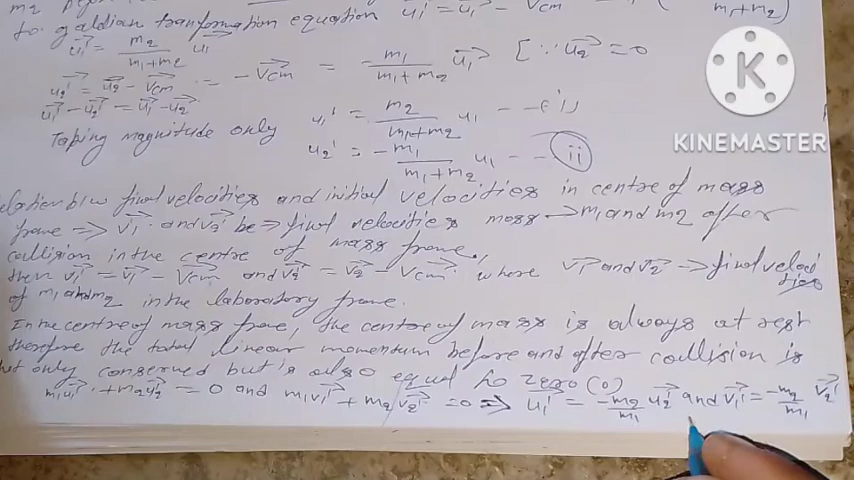 to galilian transformation equation u₁' = u₁ - Vcm
m₁+m₂
u₁' = m₂/m₁+m₂ u₁
u₂' = u₂ - Vcm = - Vcm = - m₁/m₁+m₂ u₁ [∵ u₂ = 0
u₁' - u₂' = u₁ - u₂
Taking magnitude only u₁' = m₂/m₁+m₂ u₁ - - (i)
u₂' = - m₁/m₁+m₂ u₁ - - ii
K
KINEMASTER
elation b/w final velocities and initial velocities in centre of mass
frame ⇒ v₁' and v₂' be → final velocities mass → m₁ and m₂ after
collision in the centre of mass frame,
then v₁' = v₁ - Vcm and v₂' = v₂ - Vcm where v₁ and v₂ → final velocities
of m₁ and m₂ in the laboratory frame.
In the centre of mass frame, the centre of mass is always at rest
therefore the total linear momentum before and after collision is
not only conserved but is also equal to zero (0)
m₁u₁' + m₂u₂' = 0 and m₁v₁' + m₂v₂' = 0 ⇒ u₁' = -m₂/m₁ u₂' and v₁' = -m₂/m₁ v₂'